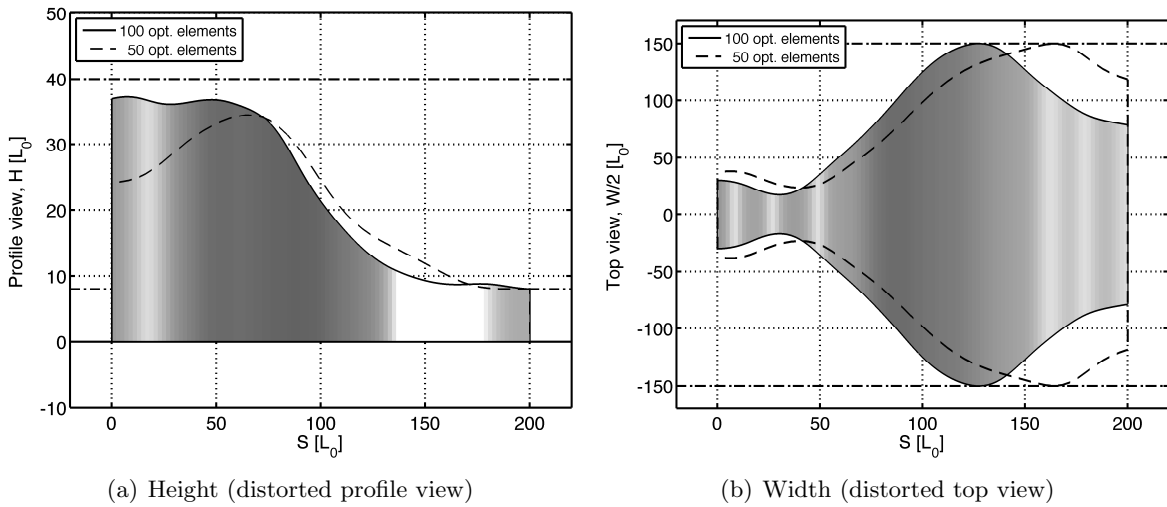 50
40
30
20
10
0
-10
Profile view, H [L0]
100 opt. elements
50 opt. elements
0
50
100
150
200
S [L0]
(a) Height (distorted profile view)
150
100
50
0
-50
-100
-150
Top view, W/2 [L0]
100 opt. elements
50 opt. elements
0
50
100
150
200
S [L0]
(b) Width (distorted top view)